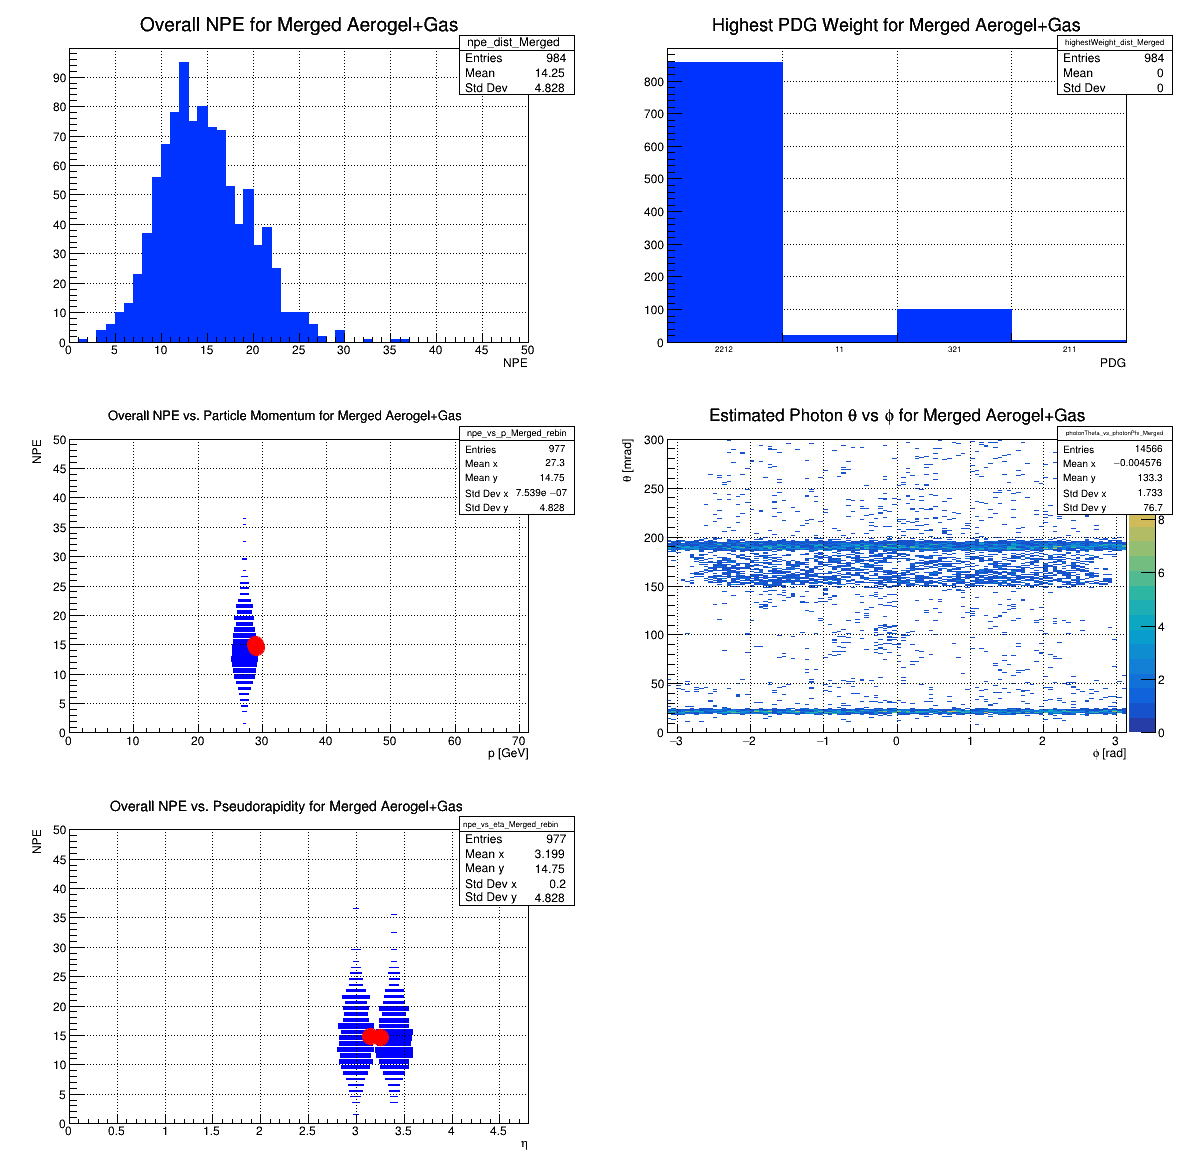 Overall NPE for Merged Aerogel+Gas
npe_dist_Merged
Entries 984
Mean 14.25
Std Dev 4.828
90
80
70
60
50
40
30
20
10
0
0 5 10 15 20 25 30 35 40 45 50
NPE
Highest PDG Weight for Merged Aerogel+Gas
highestWeight_dist_Merged
Entries 984
Mean 0
Std Dev 0
800
700
600
500
400
300
200
100
0
2212 11 321 211
PDG
Overall NPE vs. Particle Momentum for Merged Aerogel+Gas
npe_vs_p_Merged_rebin
Entries 977
Mean x 27.3
Mean y 14.75
Std Dev x 7.539e −07
Std Dev y 4.828
NPE
50
45
40
35
30
25
20
15
10
5
0
0 10 20 30 40 50 60 70
p [GeV]
Estimated Photon θ vs ϕ for Merged Aerogel+Gas
photonTheta_vs_photonPhi_Merged
Entries 14566
Mean x −0.004576
Mean y 133.3
Std Dev x 1.733
Std Dev y 76.7
θ [mrad]
300
250
200
150
100
50
0
−3 −2 −1 0 1 2 3
ϕ [rad]
8
6
4
2
0
Overall NPE vs. Pseudorapidity for Merged Aerogel+Gas
npe_vs_eta_Merged_rebin
Entries 977
Mean x 3.199
Mean y 14.75
Std Dev x 0.2
Std Dev y 4.828
NPE
50
45
40
35
30
25
20
15
10
5
0
0 0.5 1 1.5 2 2.5 3 3.5 4 4.5
η